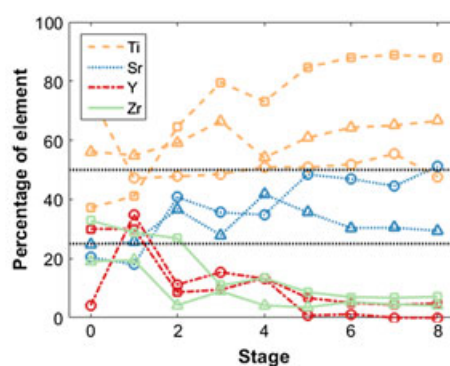 100
80
60
40
20
0
Percentage of element
Ti
Sr
Y
Zr
0 2 4 6 8
Stage